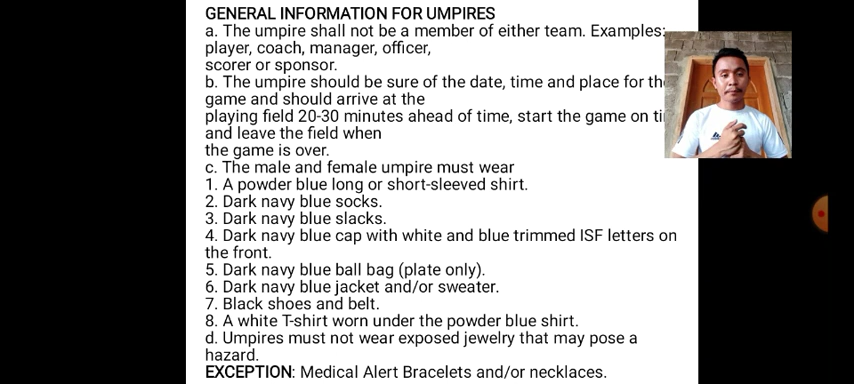 GENERAL INFORMATION FOR UMPIRES
a. The umpire shall not be a member of either team. Examples:
player, coach, manager, officer,
scorer or sponsor.
b. The umpire should be sure of the date, time and place for
game and should arrive at the
playing field 20-30 minutes ahead of time, start the game on
and leave the field when
the game is over.
c. The male and female umpire must wear
1. A powder blue long or short-sleeved shirt.
2. Dark navy blue socks.
3. Dark navy blue slacks.
4. Dark navy blue cap with white and blue trimmed ISF letters on
the front.
5. Dark navy blue ball bag (plate only).
6. Dark navy blue jacket and/or sweater.
7. Black shoes and belt.
8. A white T-shirt worn under the powder blue shirt.
d. Umpires must not wear exposed jewelry that may pose a
hazard.
EXCEPTION: Medical Alert Bracelets and/or necklaces.